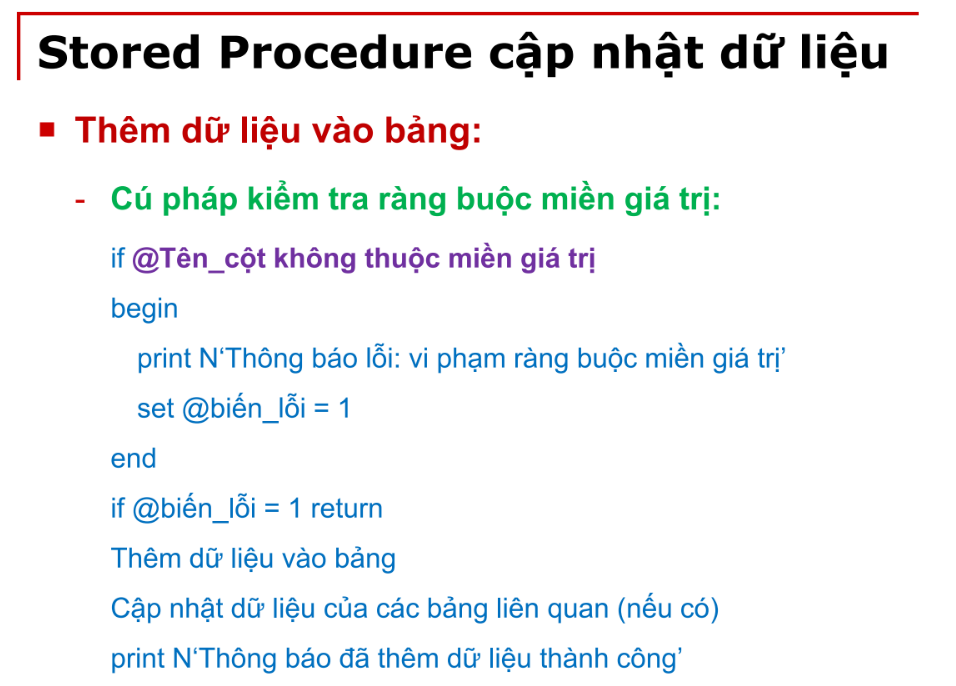 Stored Procedure cập nhật dữ liệu
Thêm dữ liệu vào bảng:
- Cú pháp kiểm tra ràng buộc miền giá trị:
if @Tên_cột không thuộc miền giá trị
begin
print N‘Thông báo lỗi: vi phạm ràng buộc miền giá trị’
set @biến_lỗi = 1
end
if @biến_lỗi = 1 return
Thêm dữ liệu vào bảng
Cập nhật dữ liệu của các bảng liên quan (nếu có)
print N‘Thông báo đã thêm dữ liệu thành công’